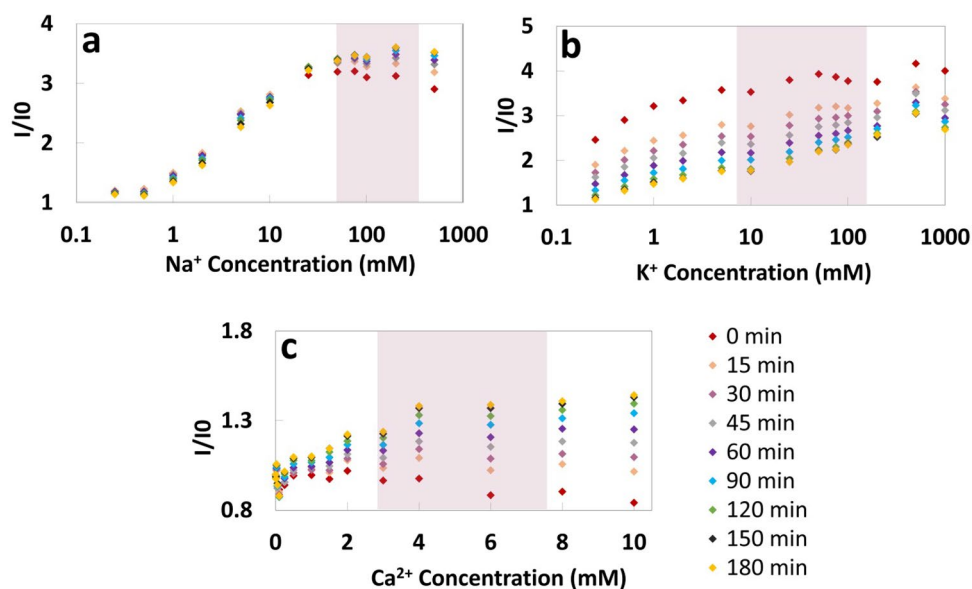 a
I/I0
4
3
2
1
0.1
1
10
100
1000
Na⁺ Concentration (mM)
b
I/I0
5
4
3
2
1
0.1
1
10
100
1000
K⁺ Concentration (mM)
c
I/I0
1.8
1.3
0.8
0
2
4
6
8
10
Ca²⁺ Concentration (mM)
0 min
15 min
30 min
45 min
60 min
90 min
120 min
150 min
180 min